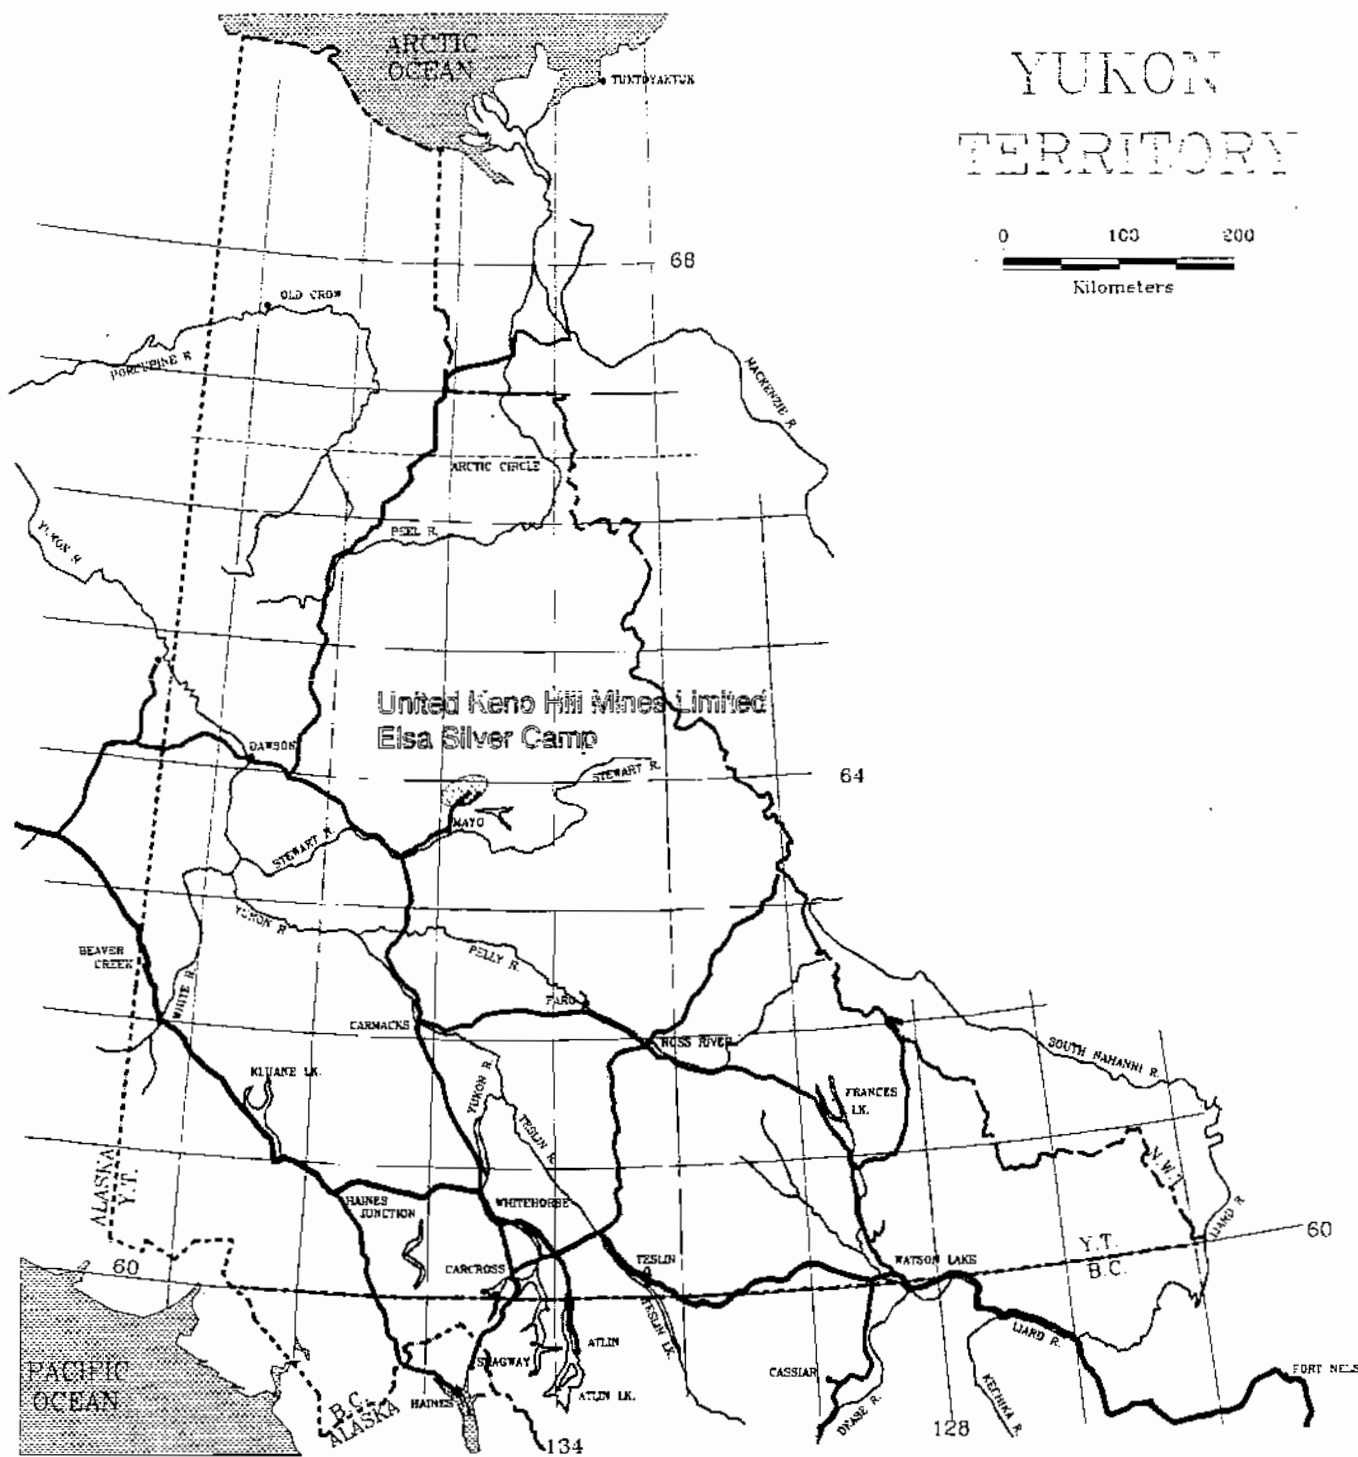 ARCTIC
OCEAN
YUKON
TERRITORY
TUKTOYAKTUK
0 100 200
Kilometers
68
OLD CROW
PORCUPINE R.
MACKENZIE R.
ARCTIC CIRCLE
YUKON R.
PEEL R.
United Keno Hill Mines Limited
Elsa Silver Camp
DAWSON
STEWART R.
64
MAYO
STEWART R.
YUKON R.
BEAVER
CREEK
WHITE R.
PELLY R.
FARO
CARMACKS
ROSS RIVER
SOUTH NAHANNI R.
KLUANE LK.
YUKON R.
TESLIN R.
FRANCES
LK.
ALASKA
Y.T.
HAINES
JUNCTION
WHITEHORSE
LIARD R.
60
60
CARCROSS
TESLIN
WATSON LAKE
Y.T.
B.C.
TESLIN LK.
ATLIN
SKAGWAY
LIARD R.
PACIFIC
OCEAN
CASSIAR
FORT NELS
B.C.
ALASKA
HAINES
ATLIN LK.
DEASE R.
KECHIKA R.
128
134